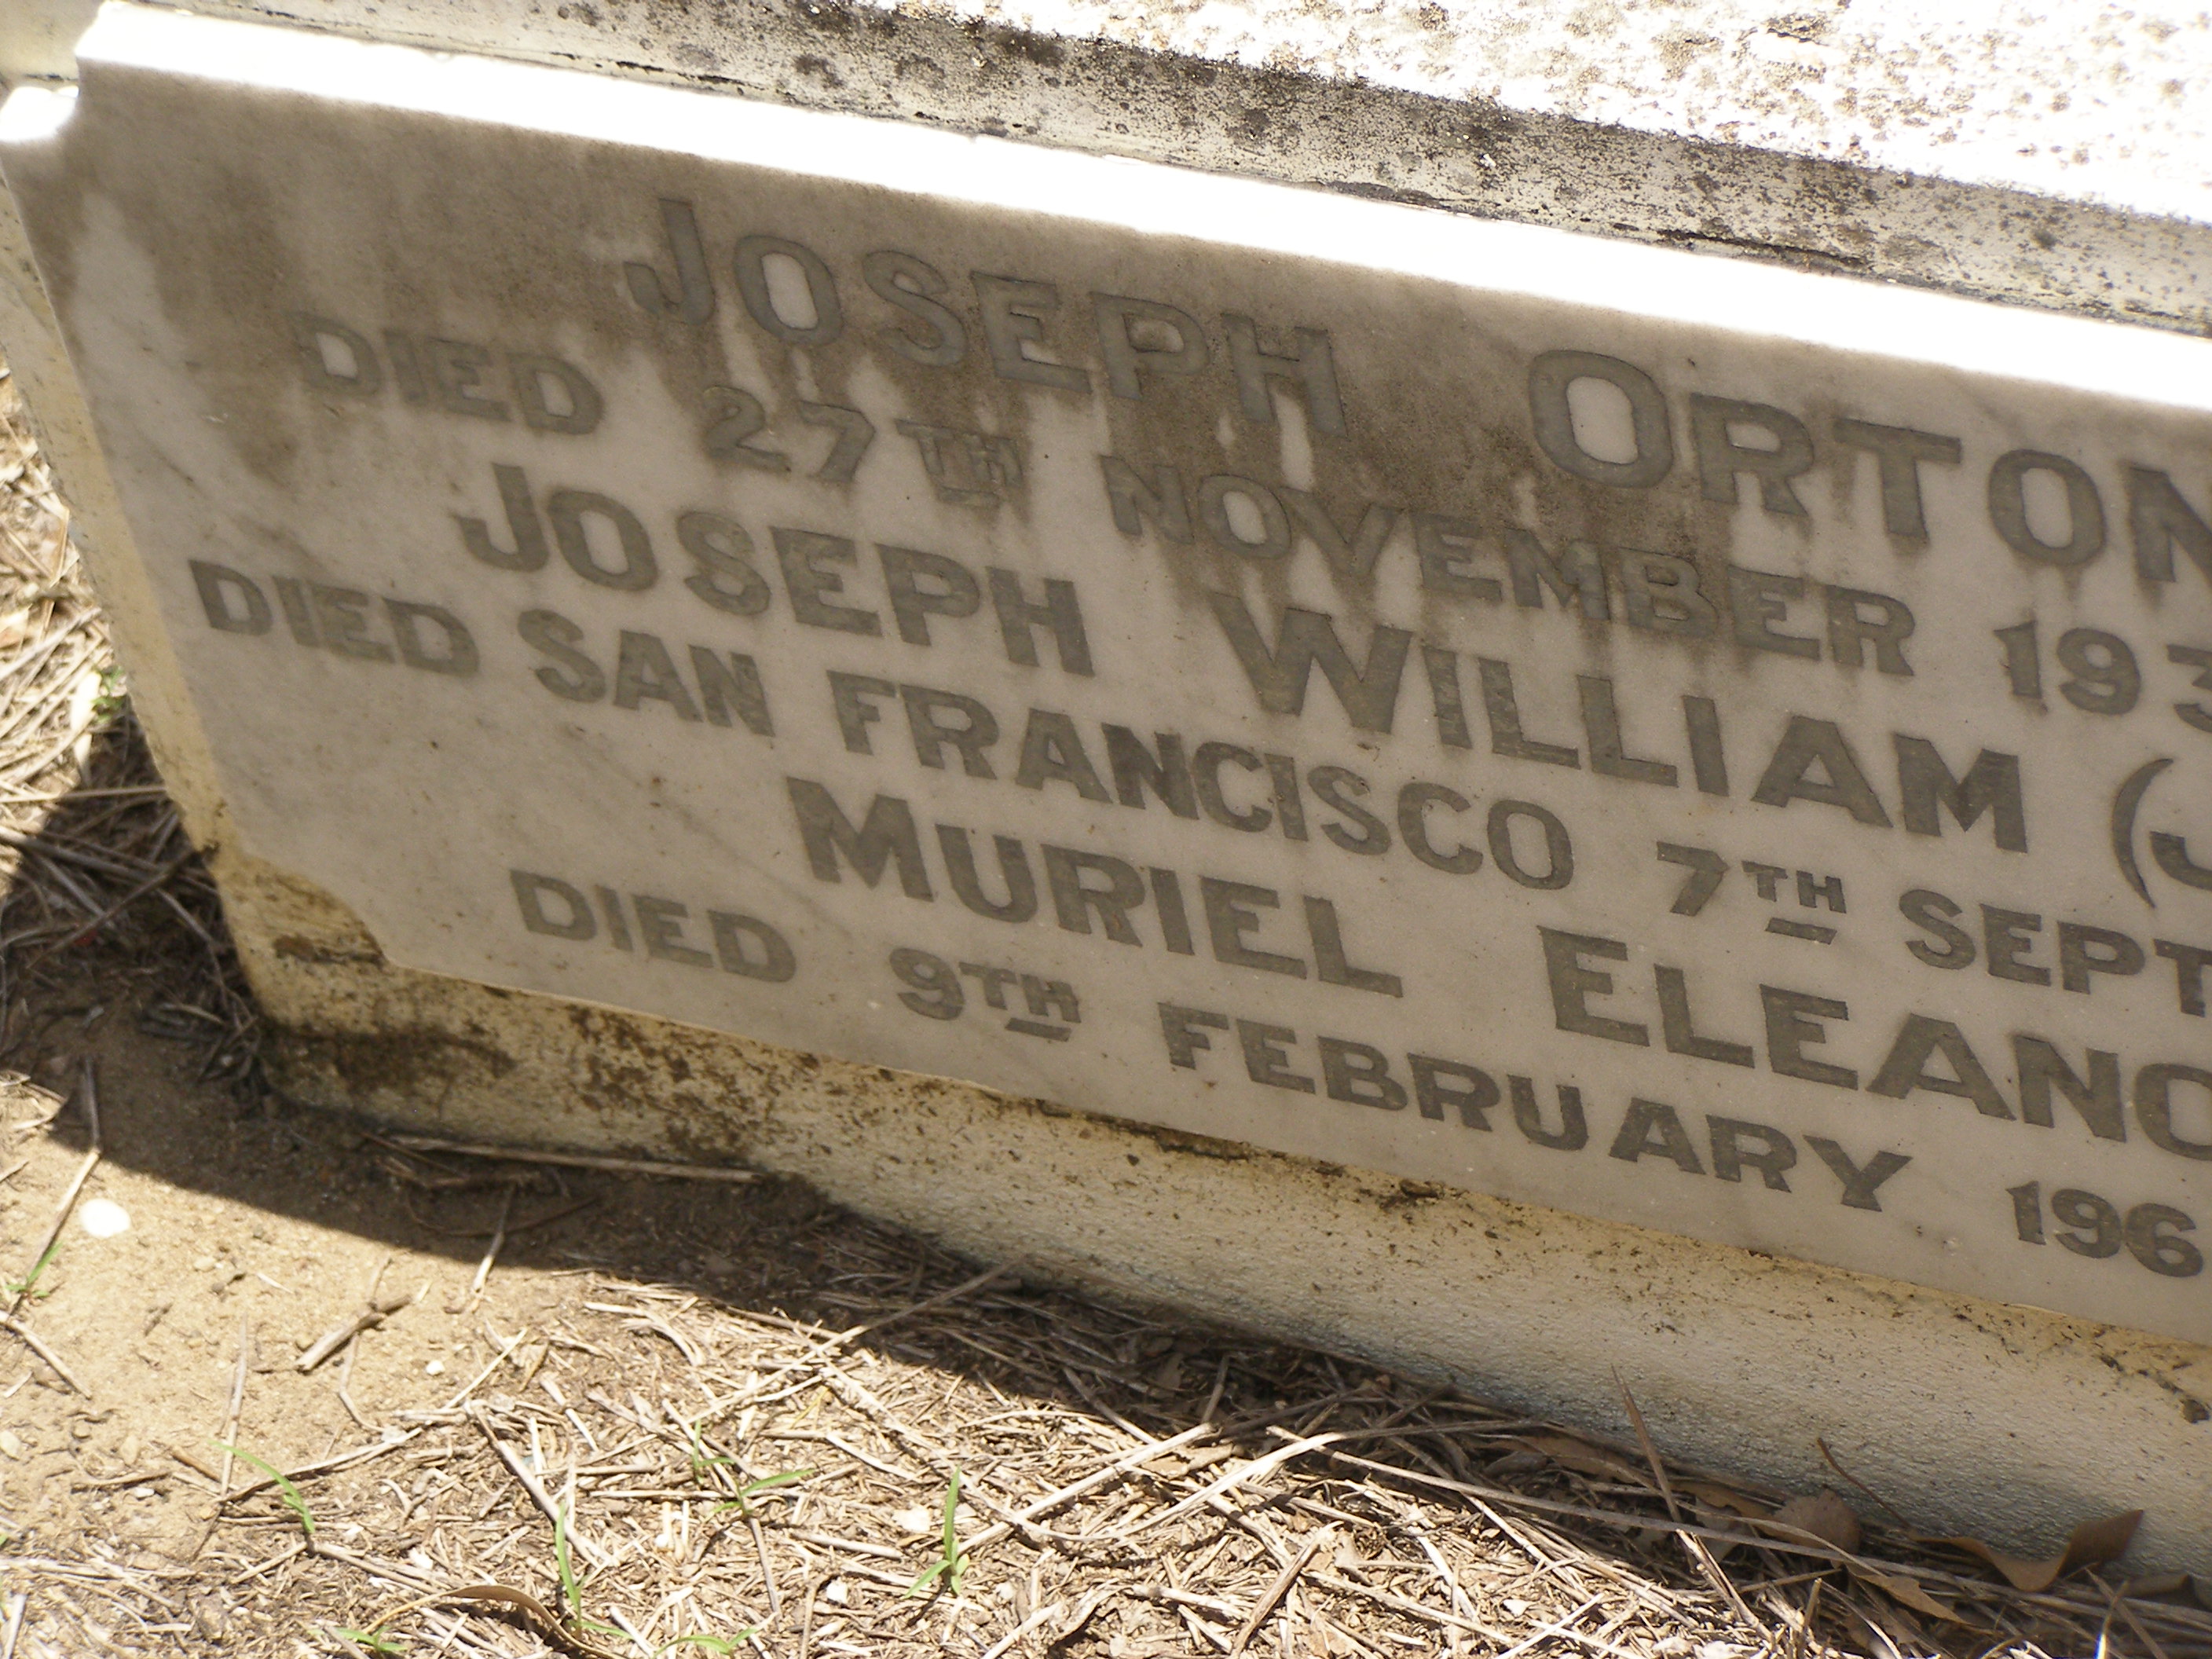 JOSEPH ORTON
DIED 27TH NOVEMBER 193
JOSEPH WILLIAM (J
DIED SAN FRANCISCO 7TH SEPT
MURIEL ELEANO
DIED 9TH FEBRUARY 196